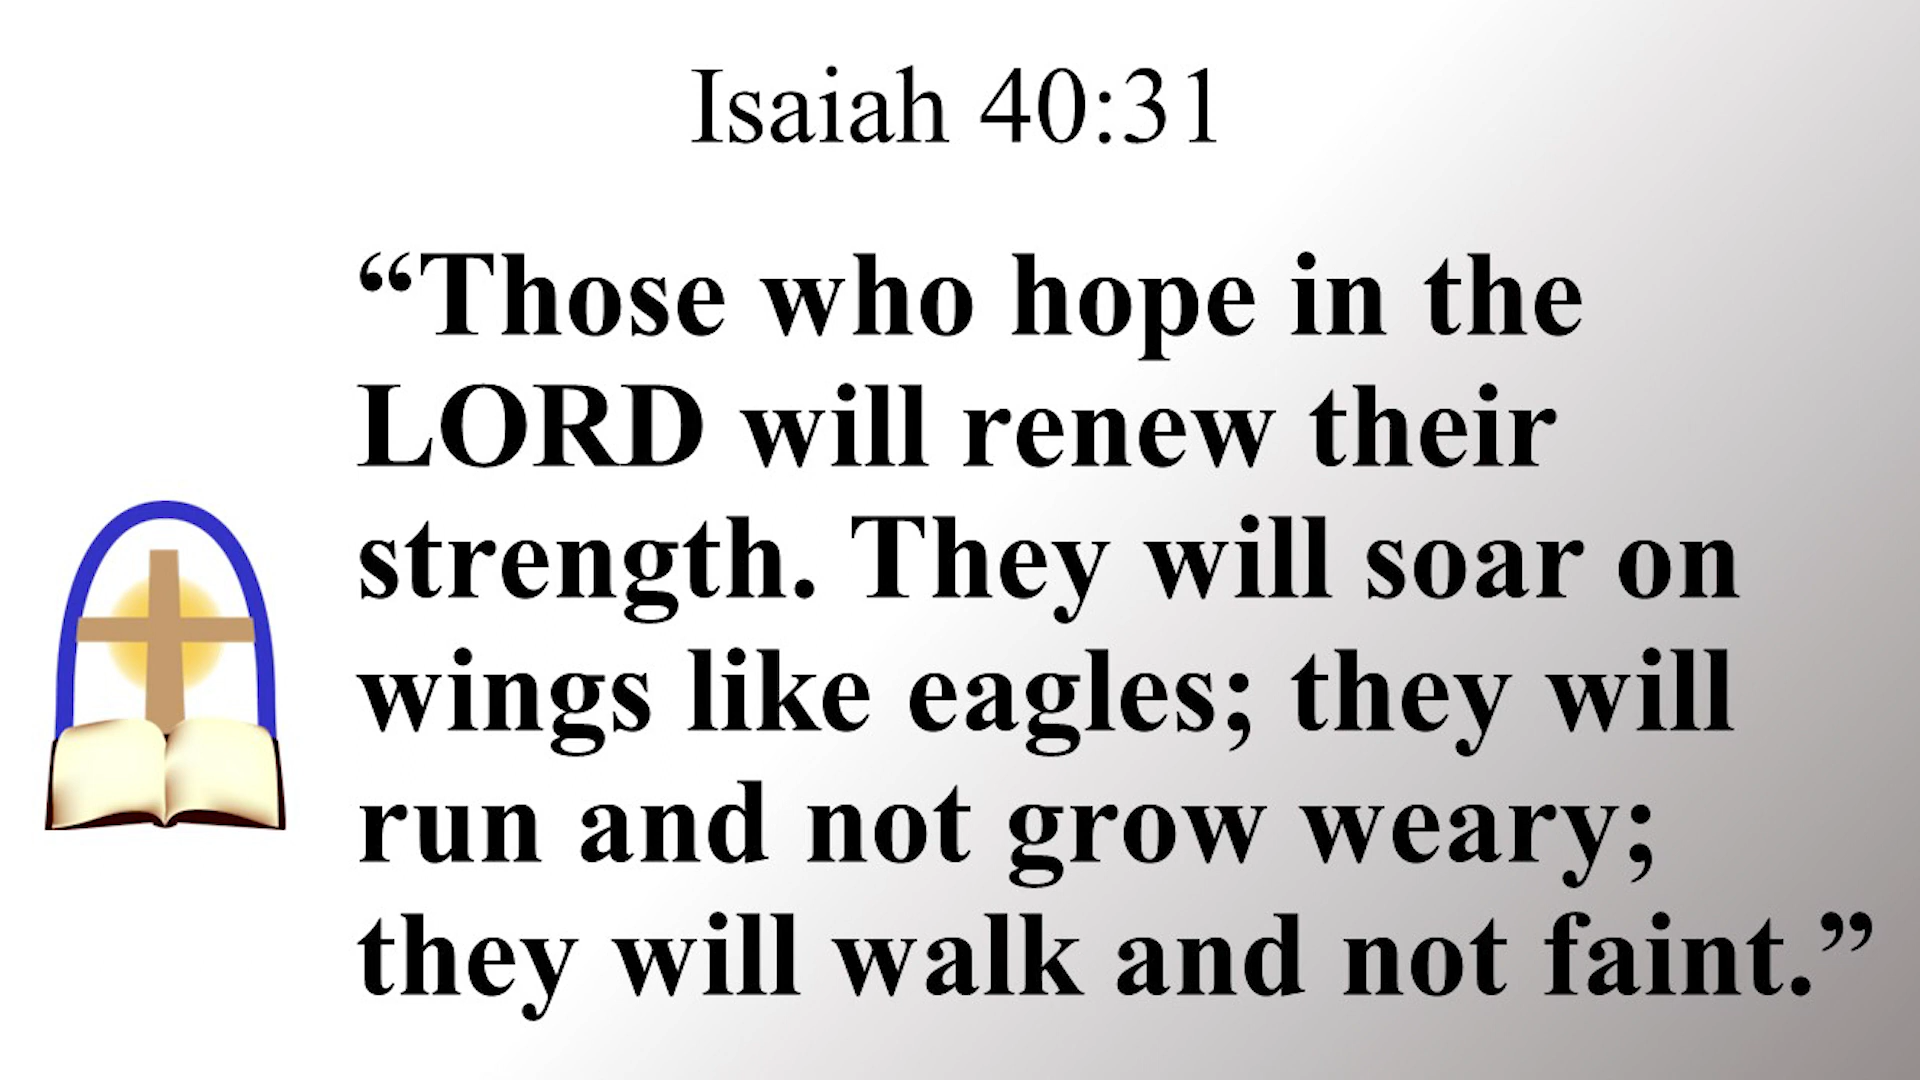 Isaiah 40:31
“Those who hope in the
LORD will renew their
strength. They will soar on
wings like eagles; they will
run and not grow weary;
they will walk and not faint.”